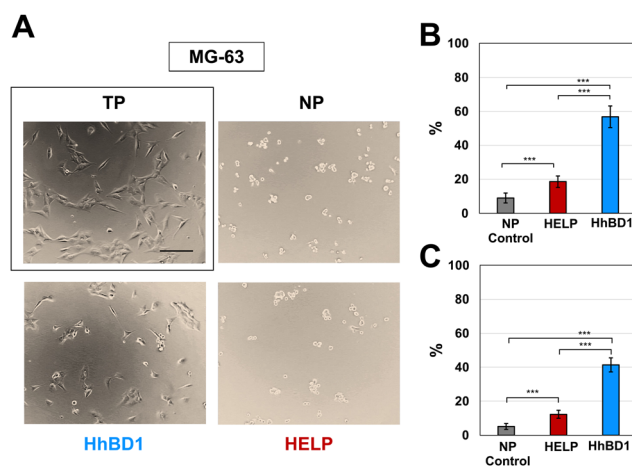 A
MG-63
TP
NP
HhBD1
HELP
B
100
80
60
40
20
0
%
***
***
***
NP
Control
HELP
HhBD1
C
100
80
60
40
20
0
%
***
***
***
NP
Control
HELP
HhBD1